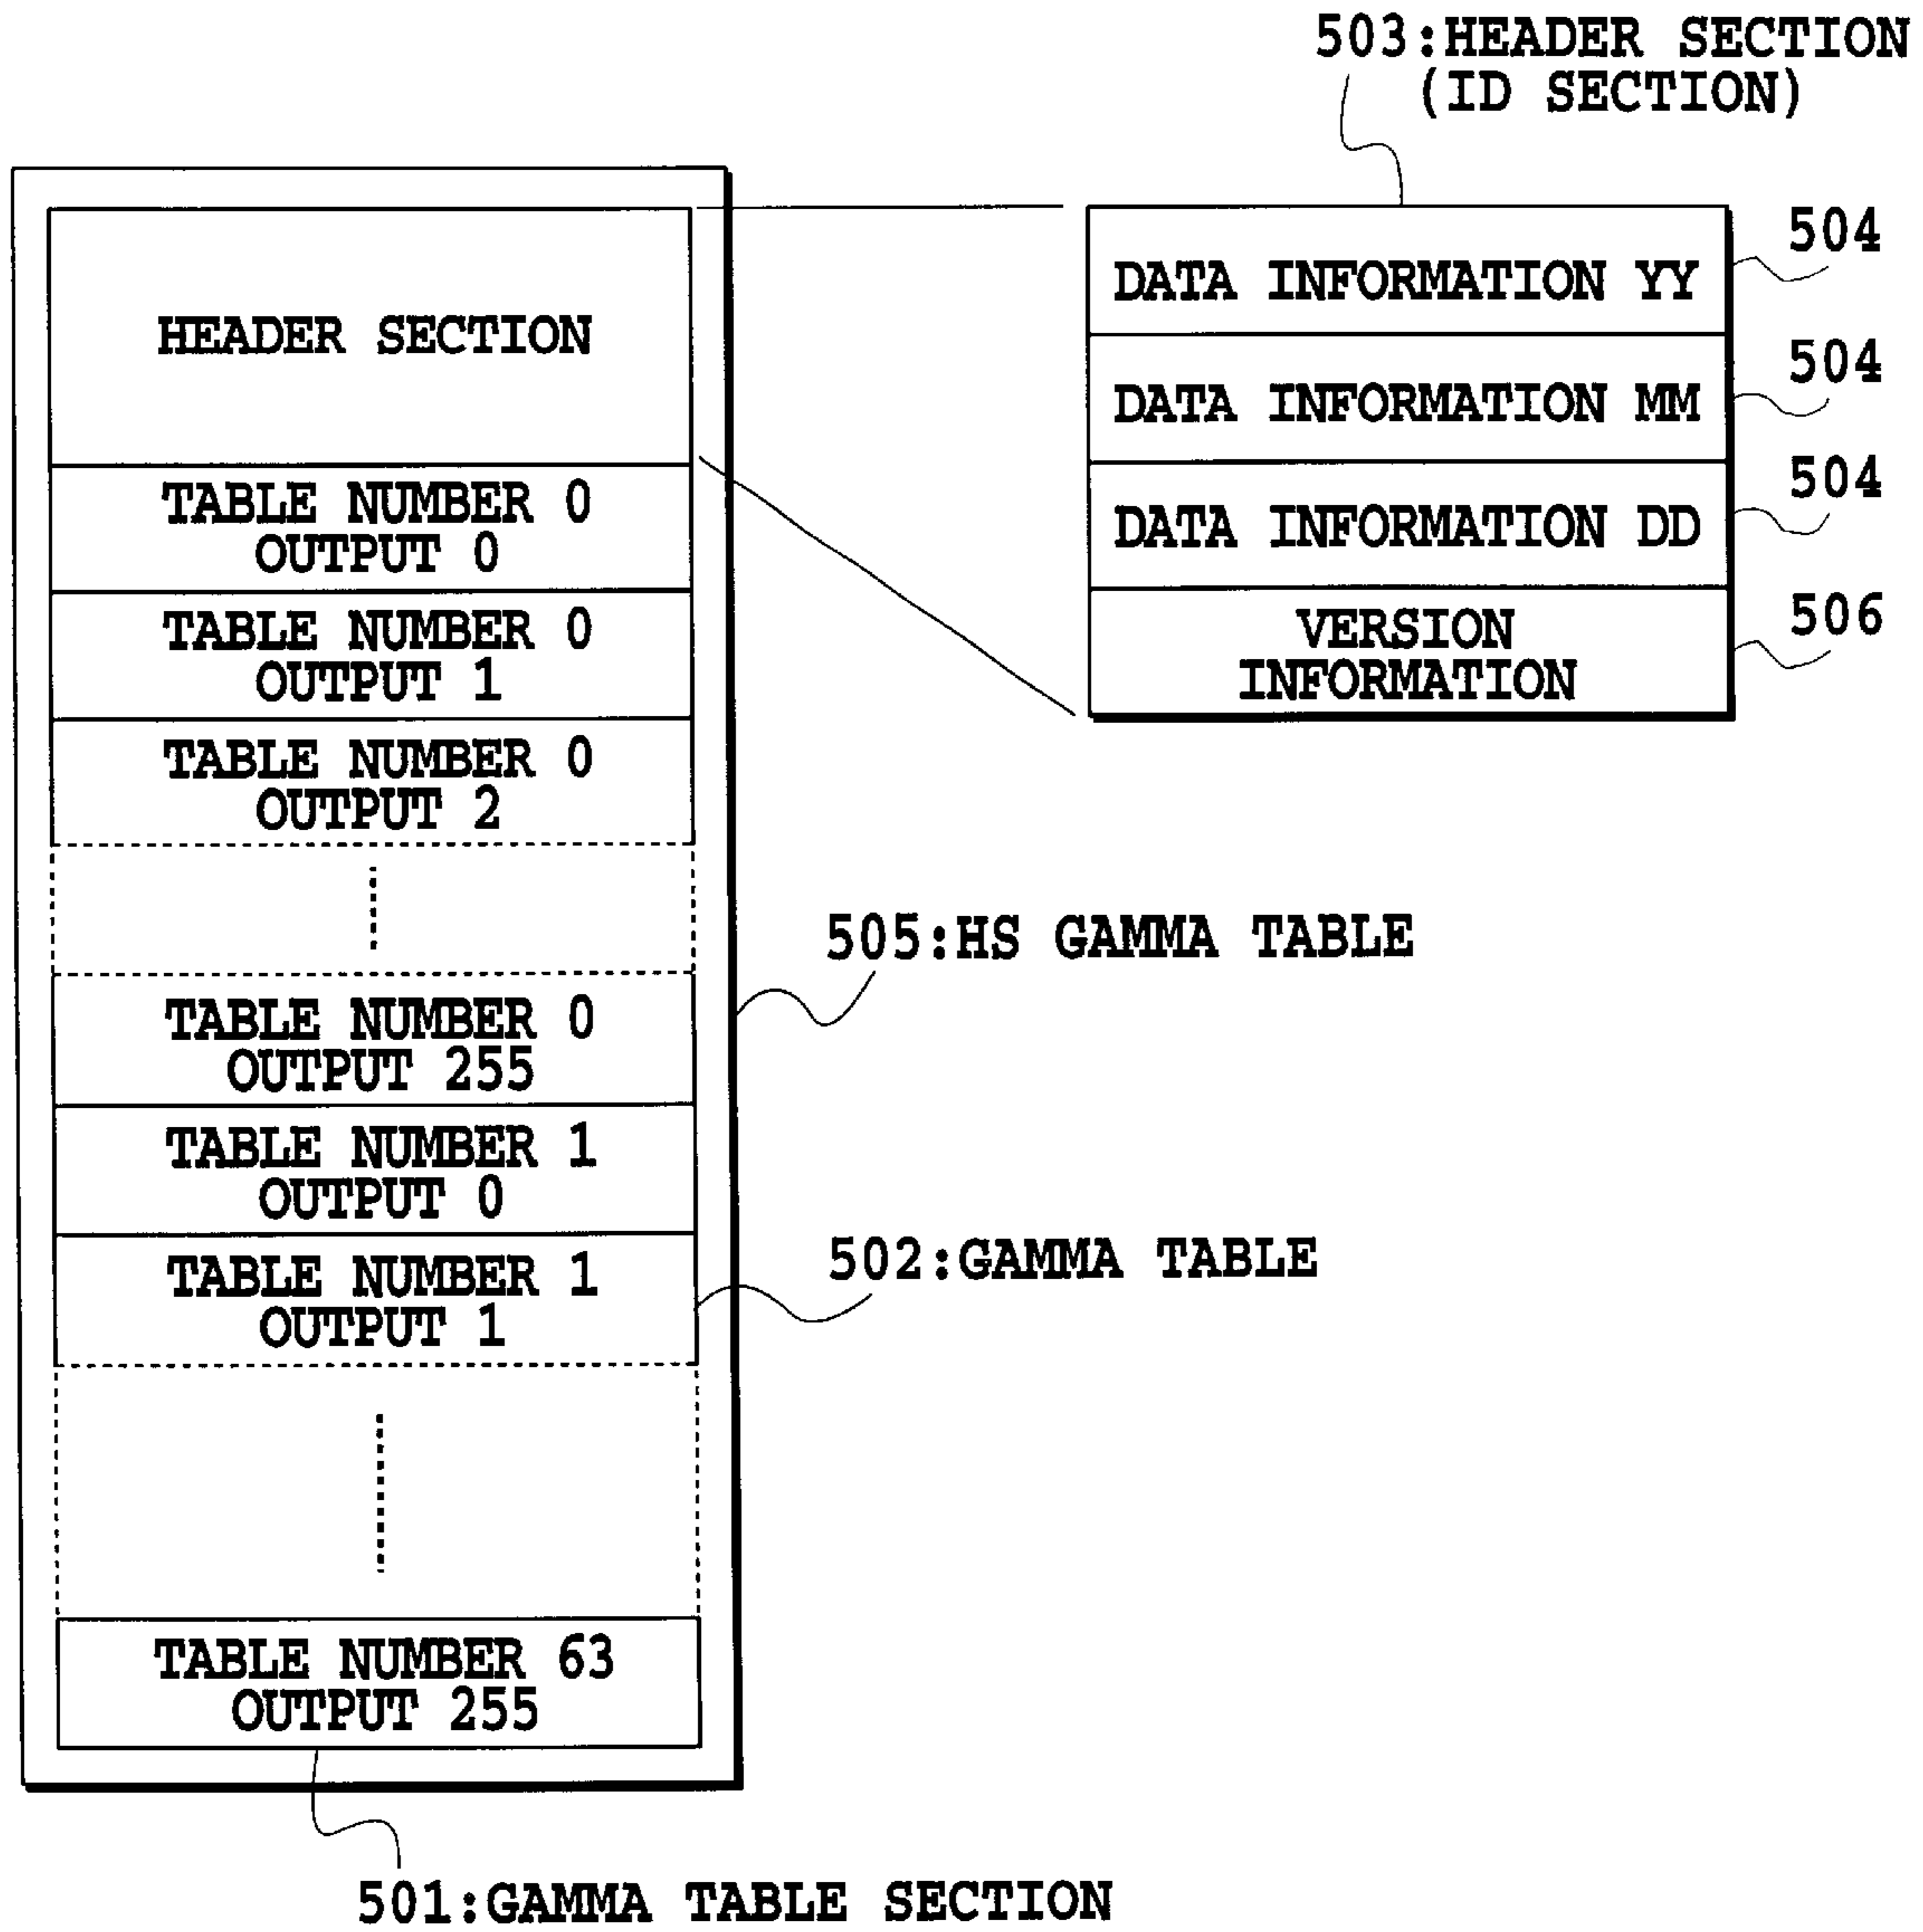 503:HEADER SECTION
(ID SECTION)
HEADER SECTION
TABLE NUMBER 0
OUTPUT 0
TABLE NUMBER 0
OUTPUT 1
TABLE NUMBER 0
OUTPUT 2
TABLE NUMBER 0
OUTPUT 255
TABLE NUMBER 1
OUTPUT 0
TABLE NUMBER 1
OUTPUT 1
TABLE NUMBER 63
OUTPUT 255
DATA INFORMATION YY
504
DATA INFORMATION MM
504
DATA INFORMATION DD
504
VERSION
INFORMATION
506
505:HS GAMMA TABLE
502:GAMMA TABLE
501:GAMMA TABLE SECTION